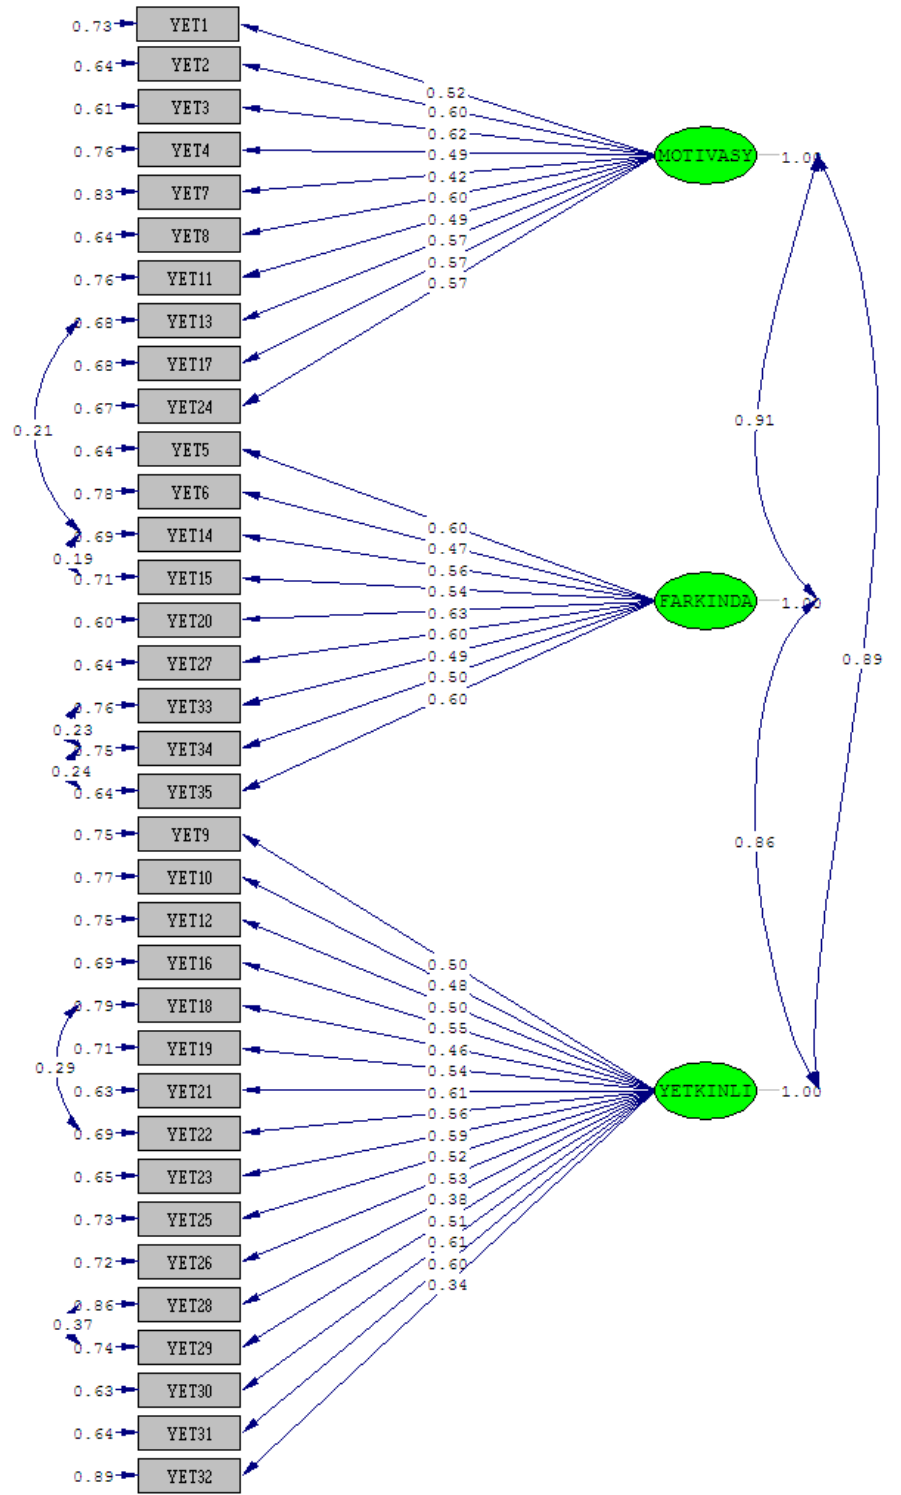 0.73 YET1
0.64 YET2
0.52
0.61 YET3
0.60
0.62
0.76 YET4
0.49
MOTIVASY 1.00
0.42
0.83 YET7
0.60
0.49
0.64 YET8
0.57
0.57
0.76 YET11
0.57
0.68 YET13
0.68 YET17
0.67 YET24
0.91
0.21
0.64 YET5
0.78 YET6
0.60
0.69 YET14
0.47
0.19
0.56
0.71 YET15
0.54
FARKINDA 1.00
0.63
0.60 YET20
0.60
0.49
0.64 YET27
0.89
0.50
0.60
0.76 YET33
0.23
0.75 YET34
0.24
0.64 YET35
0.75 YET9
0.86
0.77 YET10
0.75 YET12
0.69 YET16
0.50
0.48
0.79 YET18
0.50
0.55
0.71 YET19
0.46
0.29
0.54
0.63 YET21
0.61
YETKINLI 1.00
0.56
0.69 YET22
0.59
0.52
0.65 YET23
0.53
0.38
0.73 YET25
0.51
0.61
0.72 YET26
0.60
0.34
0.86 YET28
0.37
0.74 YET29
0.63 YET30
0.64 YET31
0.89 YET32